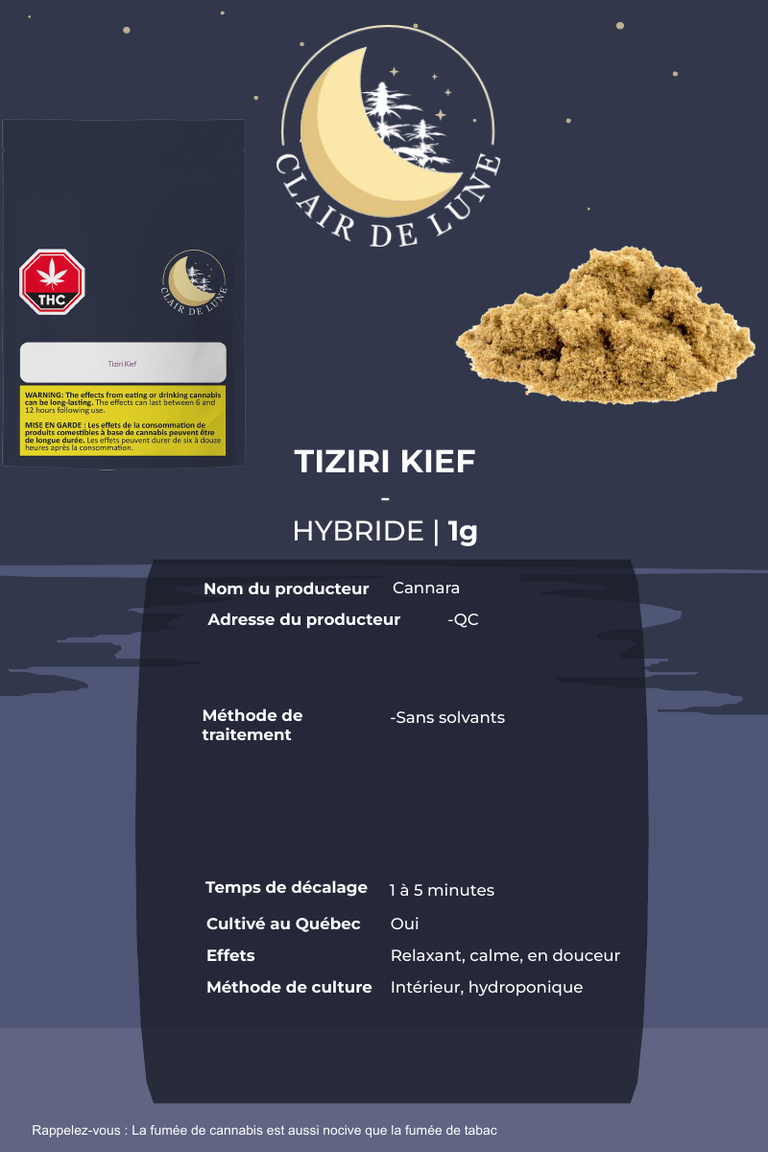 CLAIR DE LUNE
THC
CLAIR DE LUNE
Tiziri Kief
WARNING: The effects from eating or drinking cannabis
can be long-lasting. The effects can last between 6 and
12 hours following use.
MISE EN GARDE : Les effets de la consommation de
produits comestibles à base de cannabis peuvent être
de longue durée. Les effets peuvent durer de six à douze
heures après la consommation.
TIZIRI KIEF
-
HYBRIDE | 1g
Nom du producteur Cannara
Adresse du producteur -QC
Méthode de
traitement
-Sans solvants
Temps de décalage 1 à 5 minutes
Cultivé au Québec Oui
Effets Relaxant, calme, en douceur
Méthode de culture Intérieur, hydroponique
Rappelez-vous : La fumée de cannabis est aussi nocive que la fumée de tabac